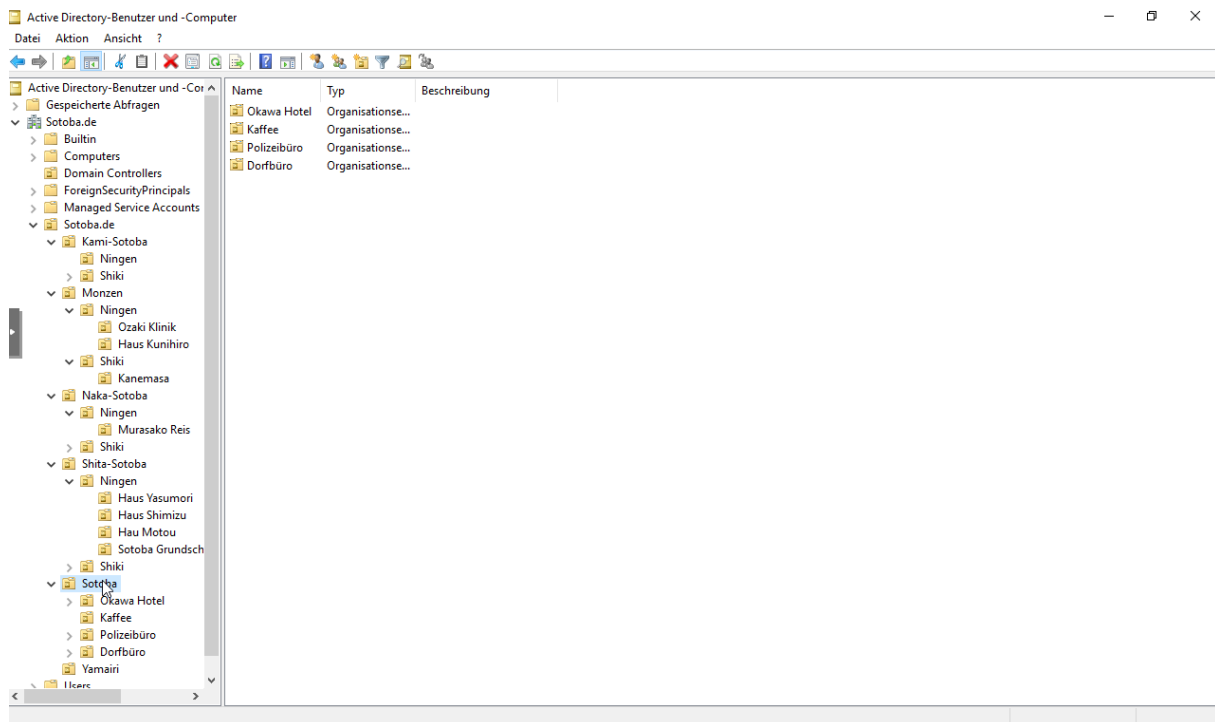 Active Directory-Benutzer und -Computer
Datei Aktion Ansicht ?
Active Directory-Benutzer und -Cor
Gespeicherte Abfragen
Sotoba.de
Builtin
Computers
Domain Controllers
ForeignSecurityPrincipals
Managed Service Accounts
Sotoba.de
Kami-Sotoba
Ningen
Shiki
Monzen
Ningen
Ozaki Klinik
Haus Kunihiro
Shiki
Kanemasa
Naka-Sotoba
Ningen
Murasako Reis
Shiki
Shita-Sotoba
Ningen
Haus Yasumori
Haus Shimizu
Hau Motou
Sotoba Grundsch
Shiki
Sotoba
Okawa Hotel
Kaffee
Polizeibüro
Dorfbüro
Yamairi
Users
Name Typ Beschreibung
Okawa Hotel Organisationse...
Kaffee Organisationse...
Polizeibüro Organisationse...
Dorfbüro Organisationse...